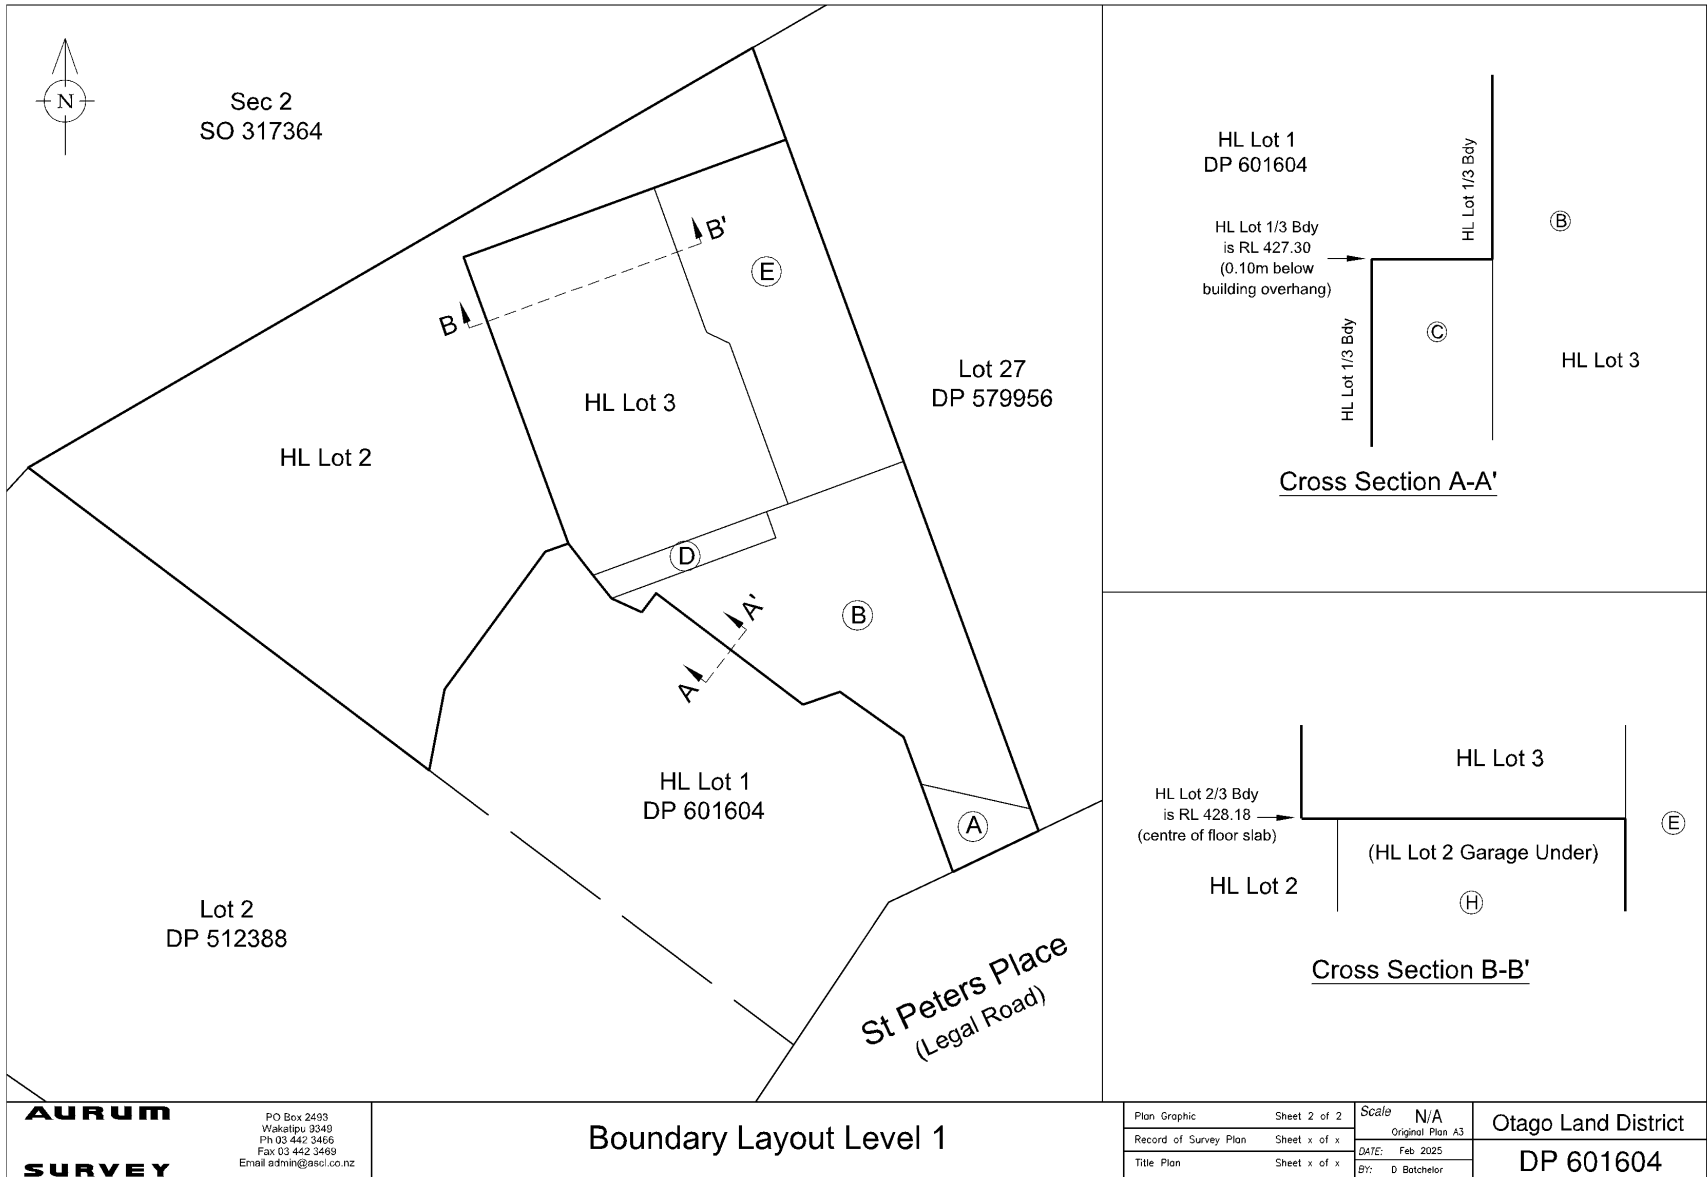 N
Sec 2
SO 317364
B
B'
E
HL Lot 3
HL Lot 2
Lot 27
DP 579956
D
A'
A
B
HL Lot 1
DP 601604
A
Lot 2
DP 512388
St Peters Place
(Legal Road)
HL Lot 1
DP 601604
HL Lot 1/3 Bdy
B
HL Lot 1/3 Bdy
is RL 427.30
(0.10m below
building overhang)
HL Lot 1/3 Bdy
C
HL Lot 3
Cross Section A-A'
HL Lot 3
HL Lot 2/3 Bdy
is RL 428.18
(centre of floor slab)
E
(HL Lot 2 Garage Under)
HL Lot 2
H
Cross Section B-B'
AURUM
SURVEY
PO Box 2493
Wakatipu 9349
Ph 03 442 3466
Fax 03 442 3469
Email admin@ascl.co.nz
Boundary Layout Level 1
Plan Graphic Sheet 2 of 2
Record of Survey Plan Sheet x of x
Title Plan Sheet x of x
Scale N/A
Original Plan A3
DATE: Feb 2025
BY: D Batchelor
Otago Land District
DP 601604